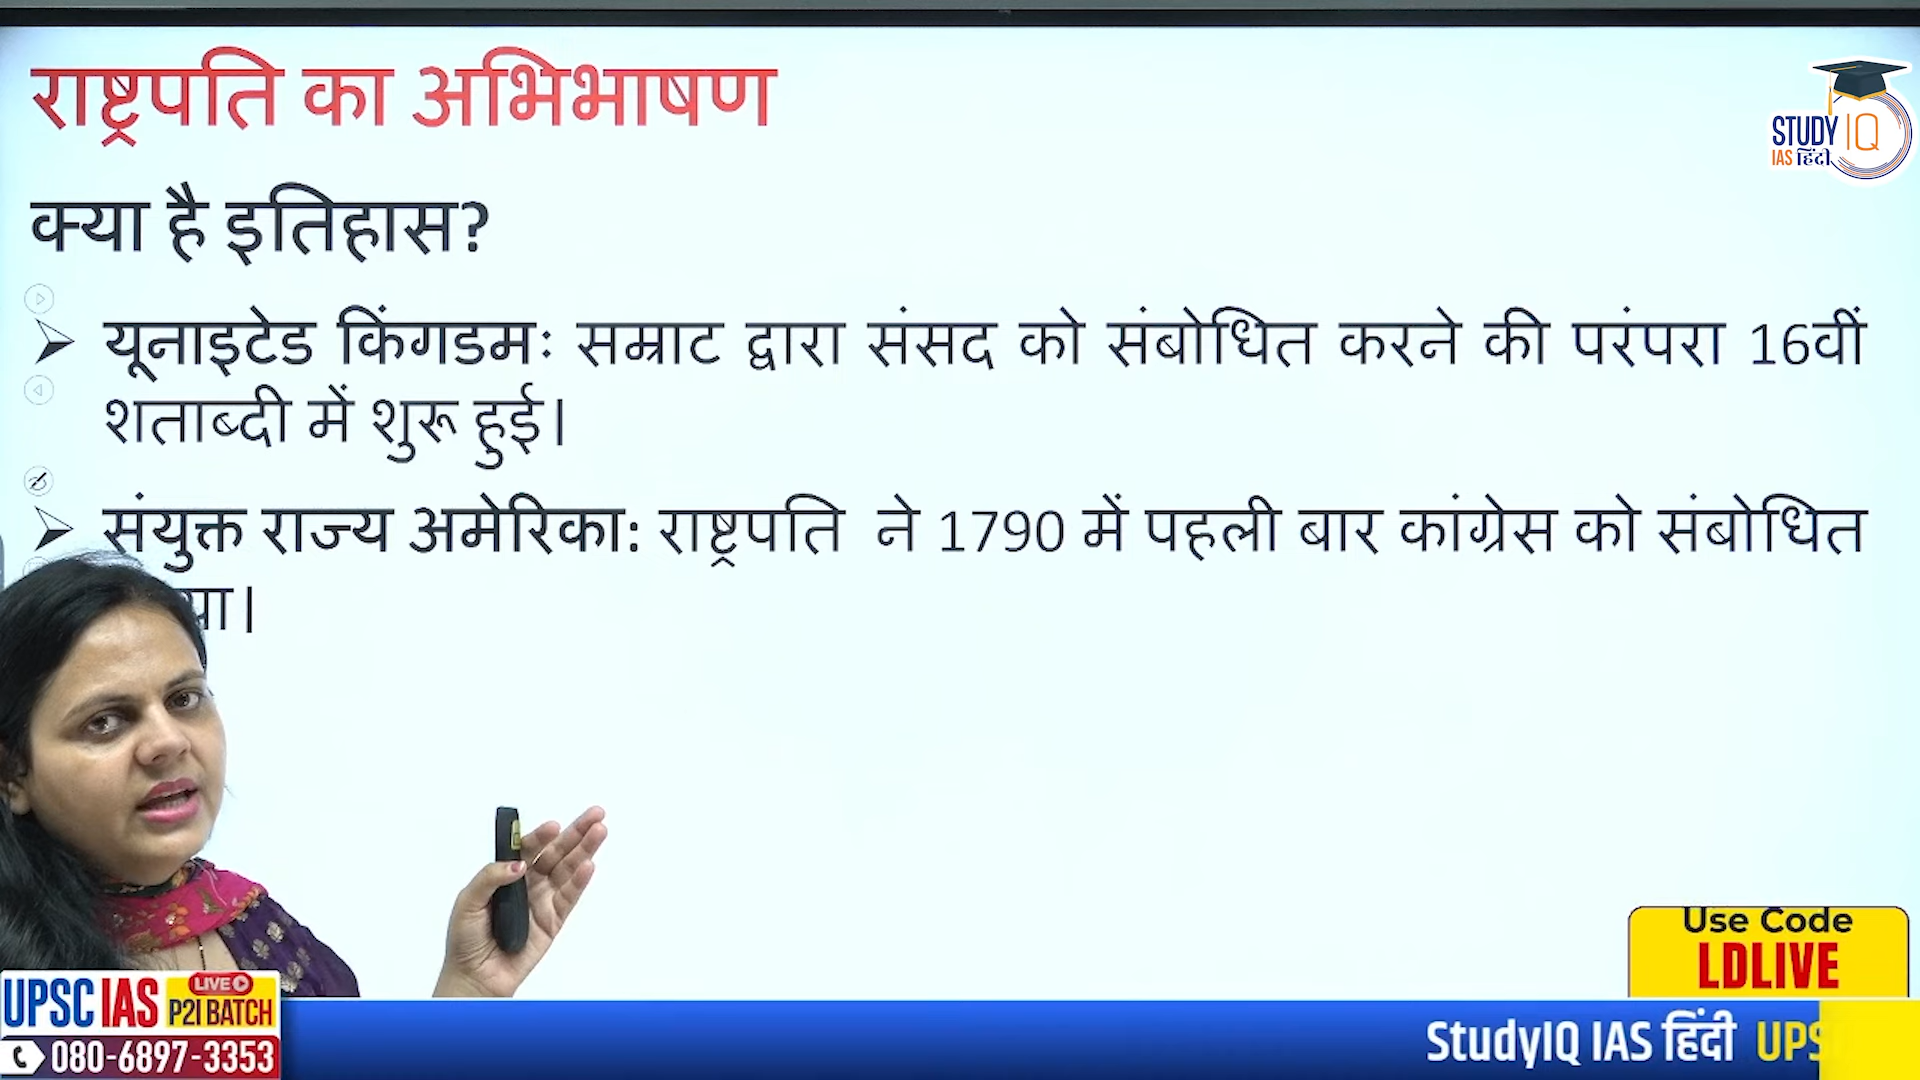 राष्ट्रपति का अभिभाषण
STUDY IQ
IAS हिंदी
क्या है इतिहास?
➢ यूनाइटेड किंगडमः सम्राट द्वारा संसद को संबोधित करने की परंपरा 16वीं
शताब्दी में शुरू हुई।
➢ संयुक्त राज्य अमेरिका: राष्ट्रपति ने 1790 में पहली बार कांग्रेस को संबोधित
Use Code
LDLIVE
UPSC IAS LIVE P2I BATCH
080-6897-3353
StudyIQ IAS हिंदी